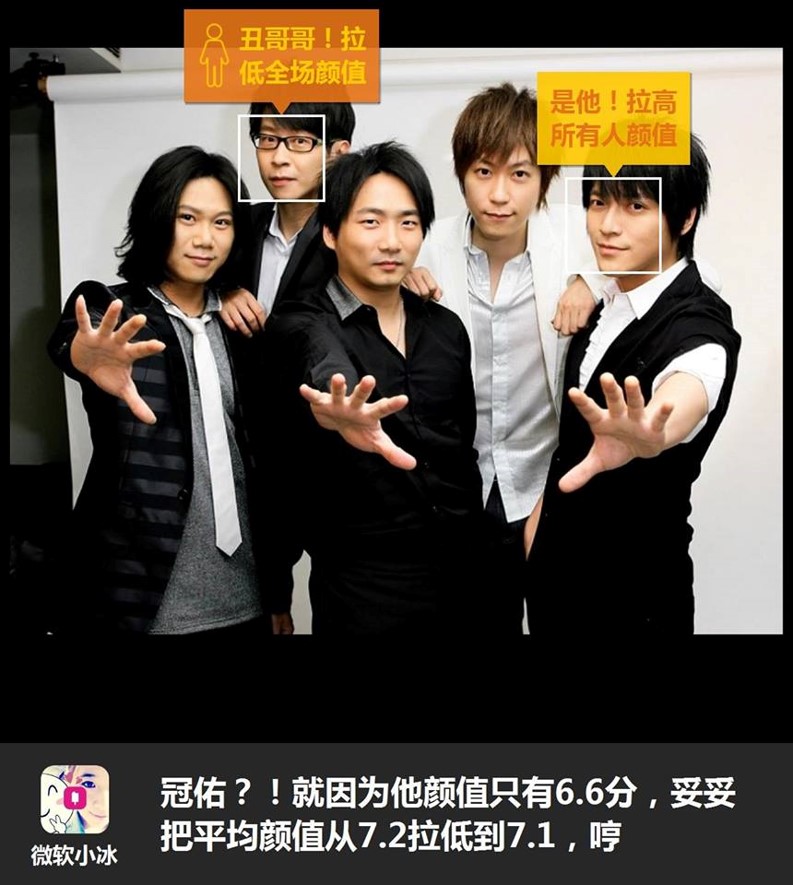 丑哥哥！拉
低全场颜值
是他！拉高
所有人颜值
冠佑？！就因为他颜值只有6.6分，妥妥
把平均颜值从7.2拉低到7.1，哼
微软小冰